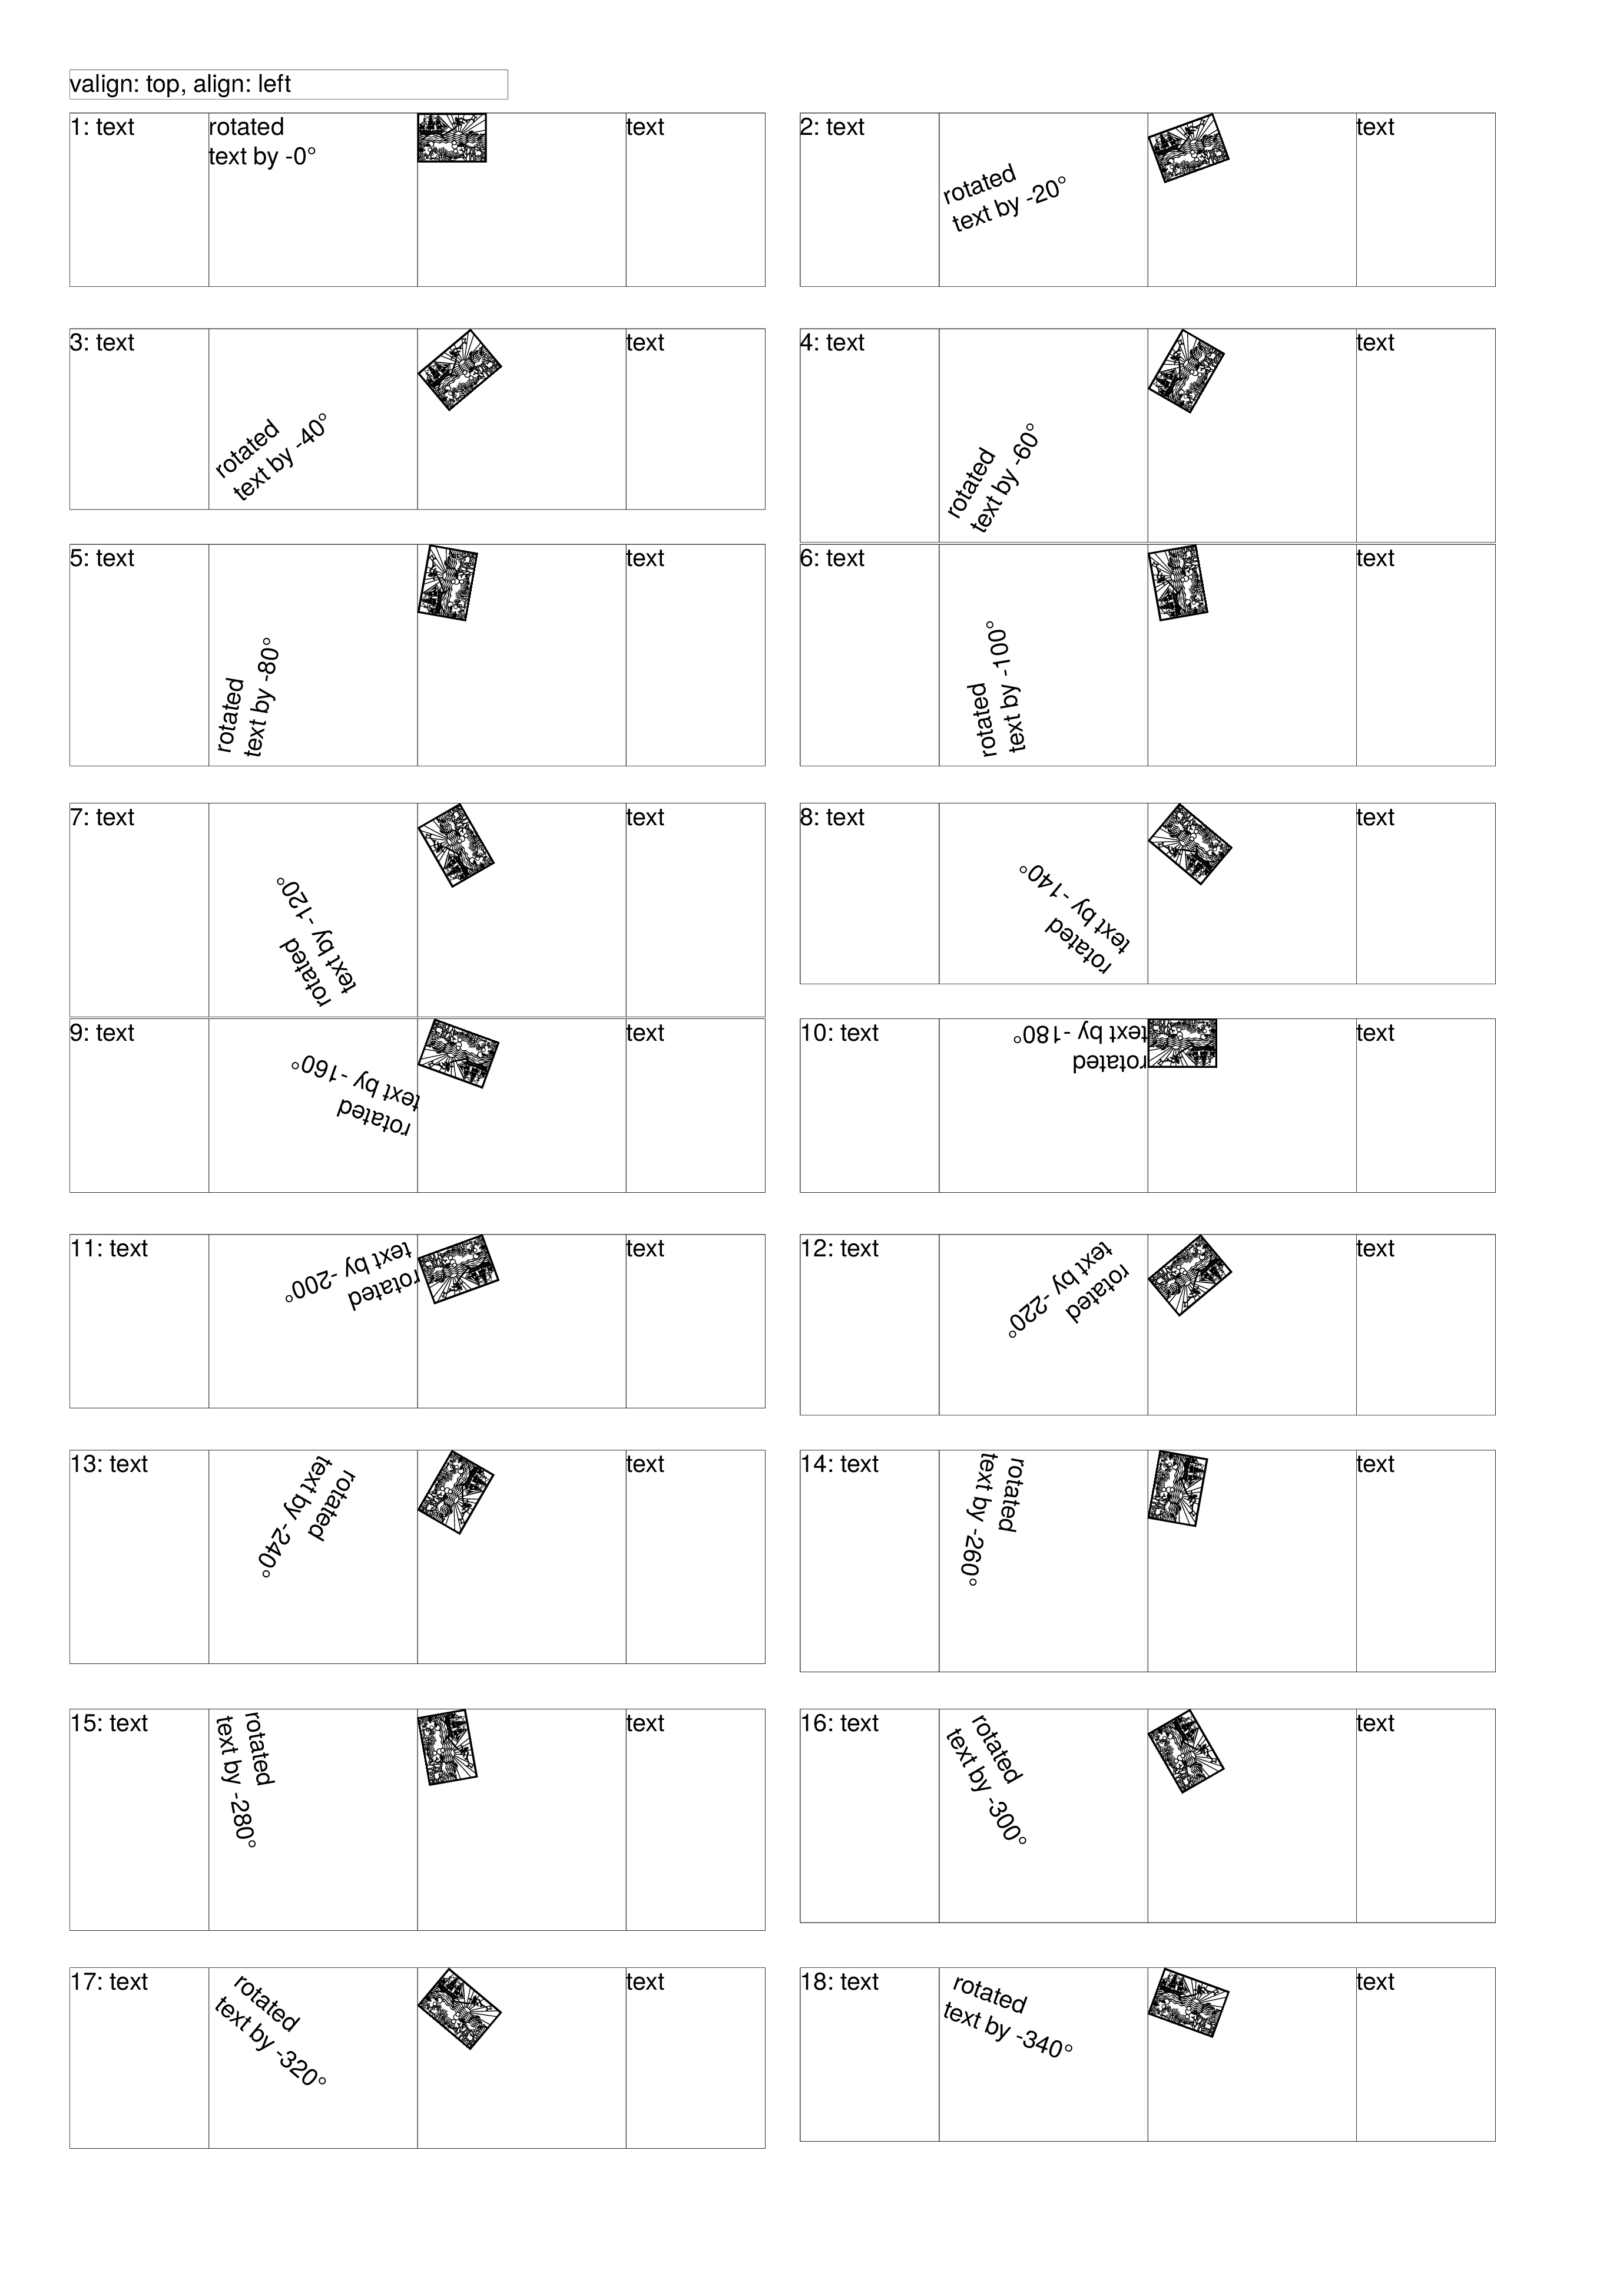 valign: top, align: left
1: text
rotated
text by -0°
text
2: text
rotated
text by -20°
text
3: text
rotated
text by -40°
text
4: text
rotated
text by -60°
text
5: text
rotated
text by -80°
text
6: text
rotated
text by -100°
text
7: text
rotated
text by -120°
text
8: text
rotated
text by -140°
text
9: text
rotated
text by -160°
text
10: text
rotated
text by -180°
text
11: text
rotated
text by -200°
text
12: text
rotated
text by -220°
text
13: text
rotated
text by -240°
text
14: text
rotated
text by -260°
text
15: text
rotated
text by -280°
text
16: text
rotated
text by -300°
text
17: text
rotated
text by -320°
text
18: text
rotated
text by -340°
text